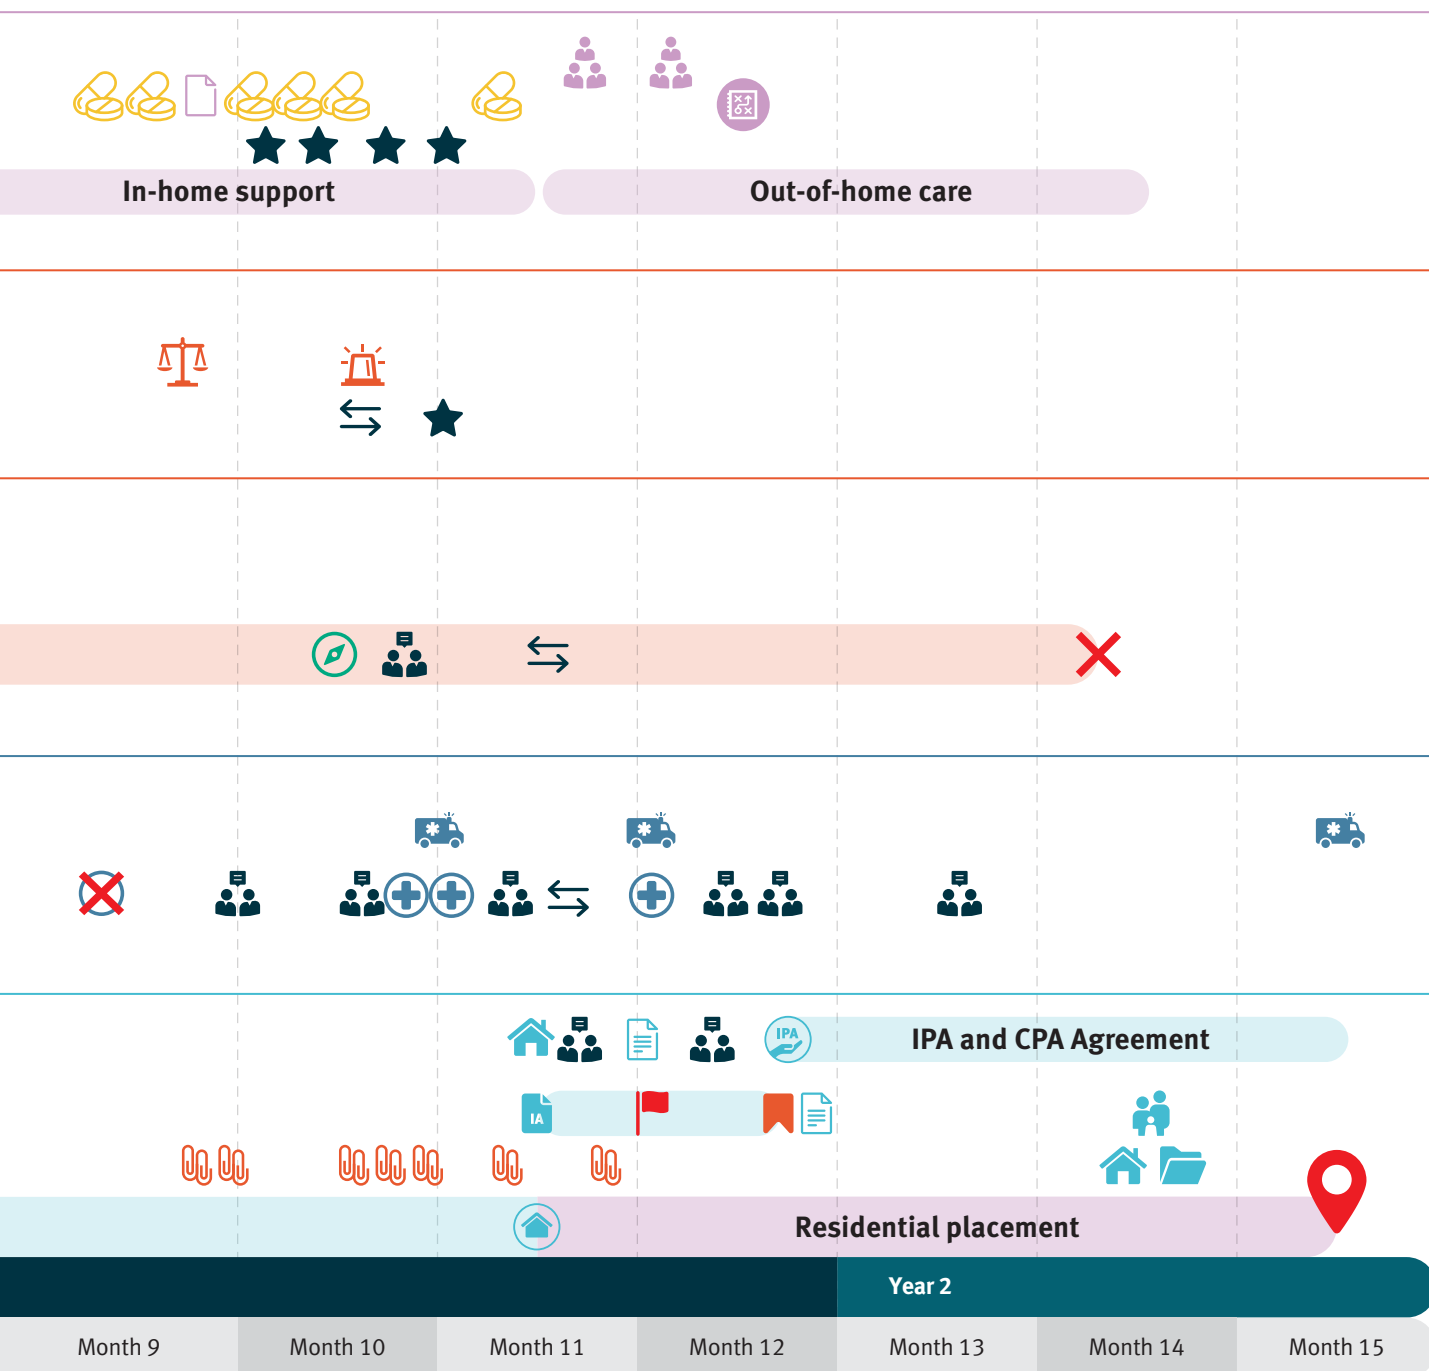 In-home support
Out-of-home care
IPA
IPA and CPA Agreement
IA
Residential placement
Year 2
Month 9
Month 10
Month 11
Month 12
Month 13
Month 14
Month 15